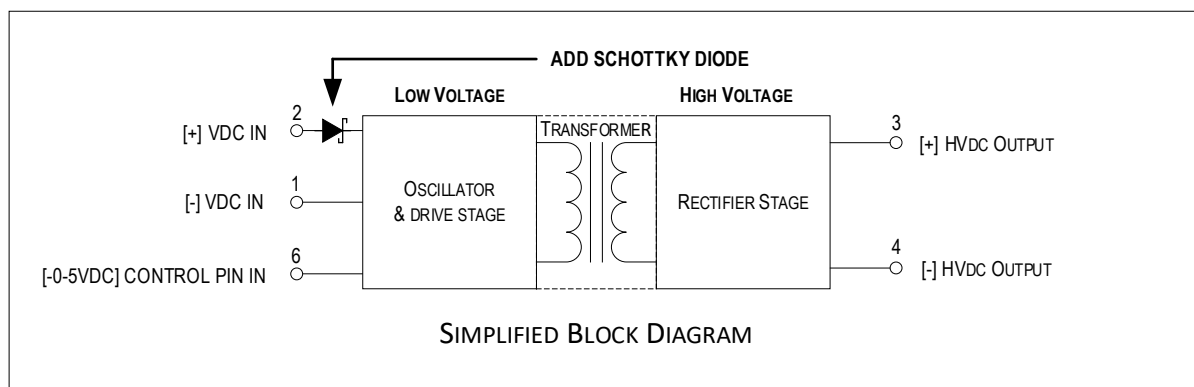 ADD SCHOTTKY DIODE
LOW VOLTAGE
HIGH VOLTAGE
2
[+] VDC IN
TRANSFORMER
3
[+] HVDC OUTPUT
1
[-] VDC IN
OSCILLATOR
& DRIVE STAGE
RECTIFIER STAGE
6
[-0-5VDC] CONTROL PIN IN
4
[-] HVDC OUTPUT
SIMPLIFIED BLOCK DIAGRAM